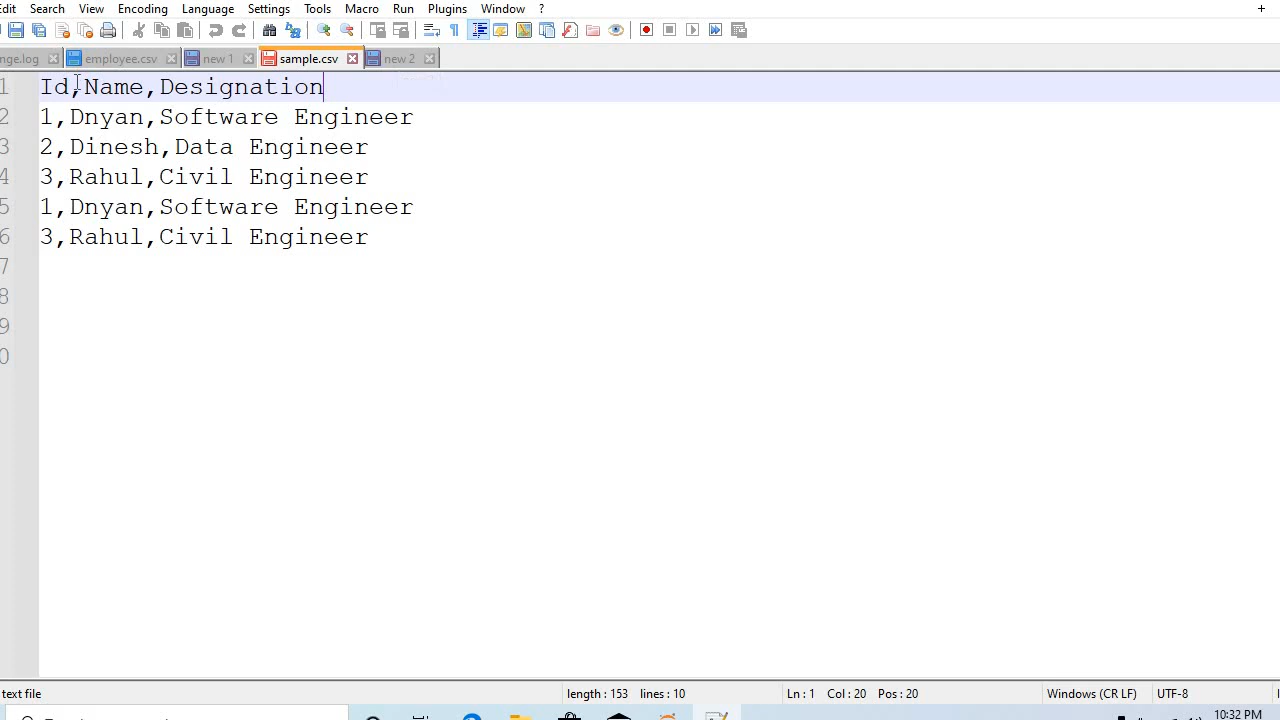 Edit Search View Encoding Language Settings Tools Macro Run Plugins Window ? +
nge.log employee.csv new 1 sample.csv new 2
1 Id,Name,Designation
2 1,Dnyan,Software Engineer
3 2,Dinesh,Data Engineer
4 3,Rahul,Civil Engineer
5 1,Dnyan,Software Engineer
6 3,Rahul,Civil Engineer
7
8
9
0
text file length : 153 lines : 10 Ln : 1 Col : 20 Pos : 20 Windows (CR LF) UTF-8
10:32 PM